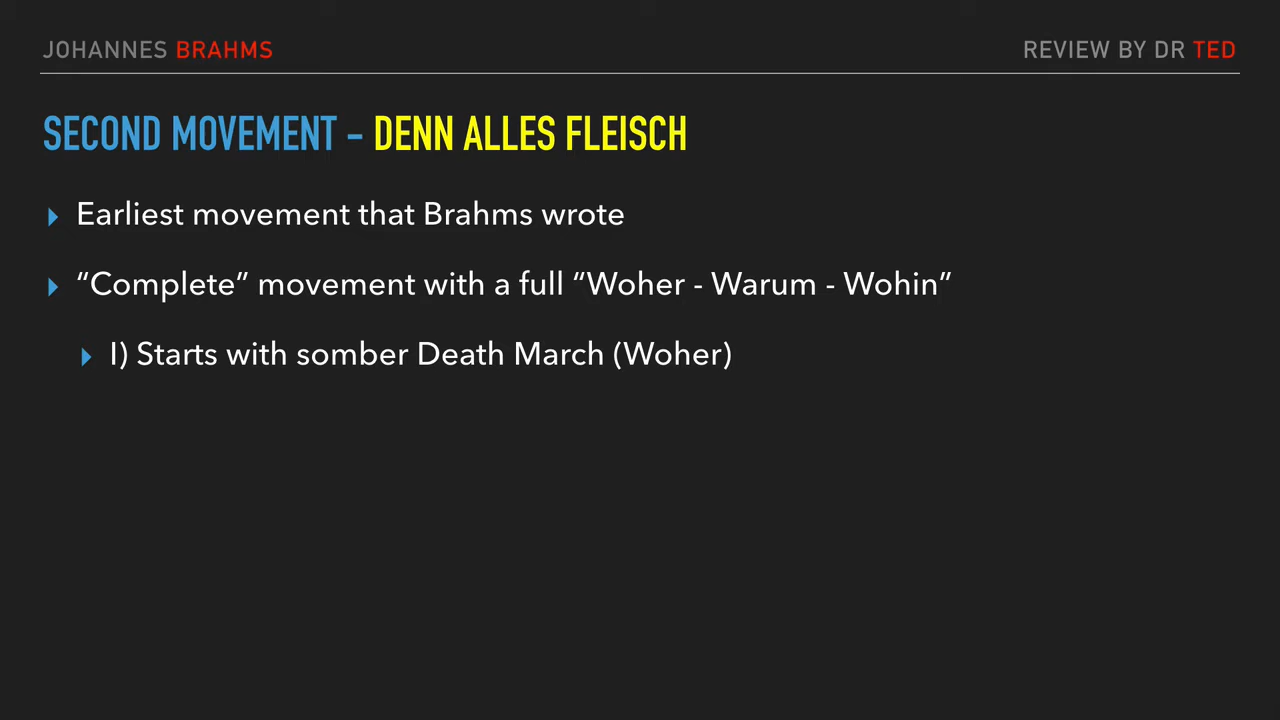 JOHANNES BRAHMS
REVIEW BY DR TED
SECOND MOVEMENT - DENN ALLES FLEISCH
Earliest movement that Brahms wrote
“Complete” movement with a full “Woher - Warum - Wohin”
I) Starts with somber Death March (Woher)